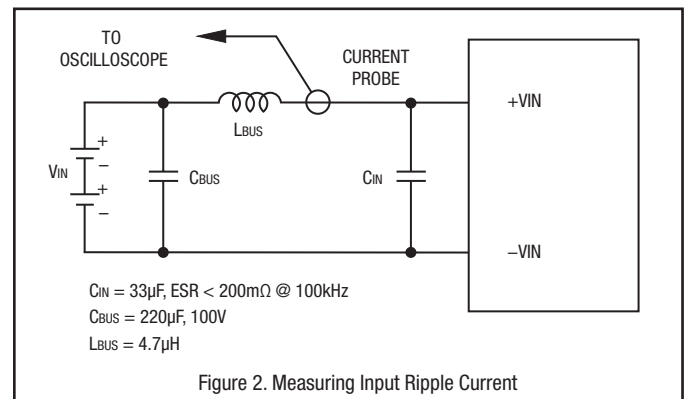 TO
OSCILLOSCOPE
CURRENT
PROBE
+VIN
LBUS
VIN
+
−
+
−
CBUS
CIN
−VIN
CIN = 33µF, ESR < 200mΩ @ 100kHz
CBUS = 220µF, 100V
LBUS = 4.7µH
Figure 2. Measuring Input Ripple Current